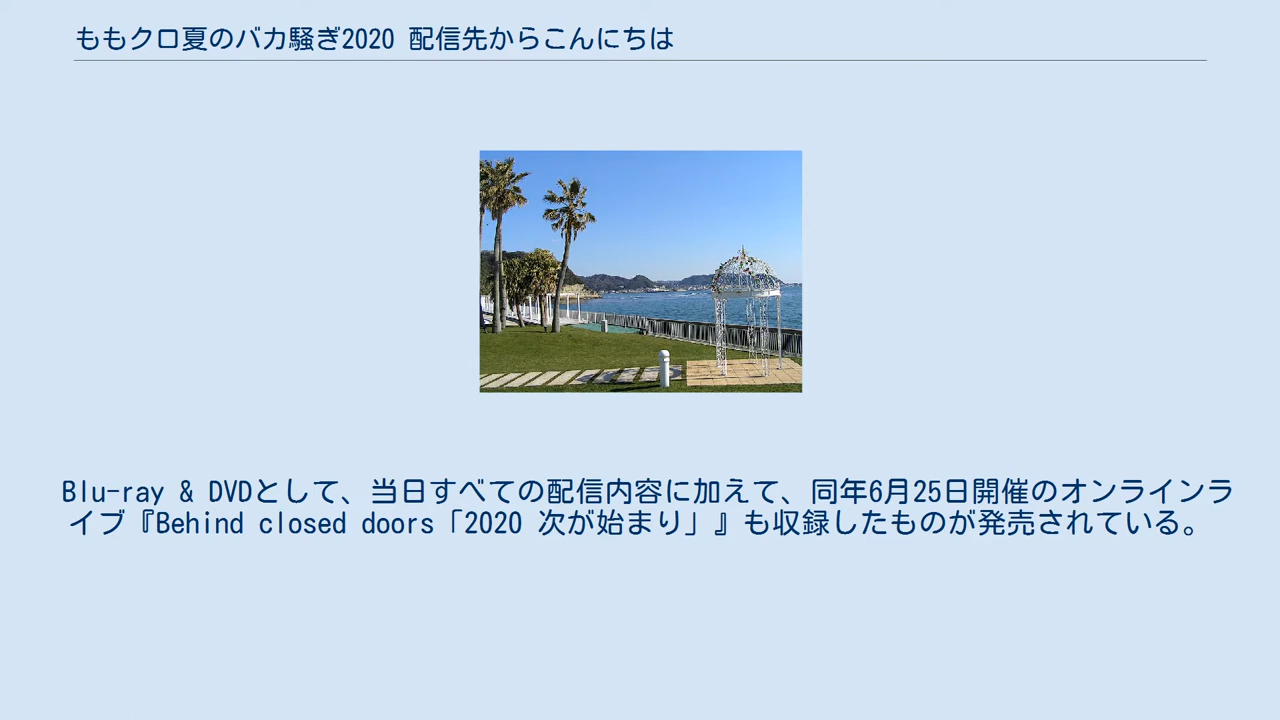 ももクロ夏のバカ騒ぎ2020 配信先からこんにちは
Blu-ray & DVDとして、当日すべての配信内容に加えて、同年6月25日開催のオンラインラ
イブ『Behind closed doors「2020 次が始まり」』も収録したものが発売されている。